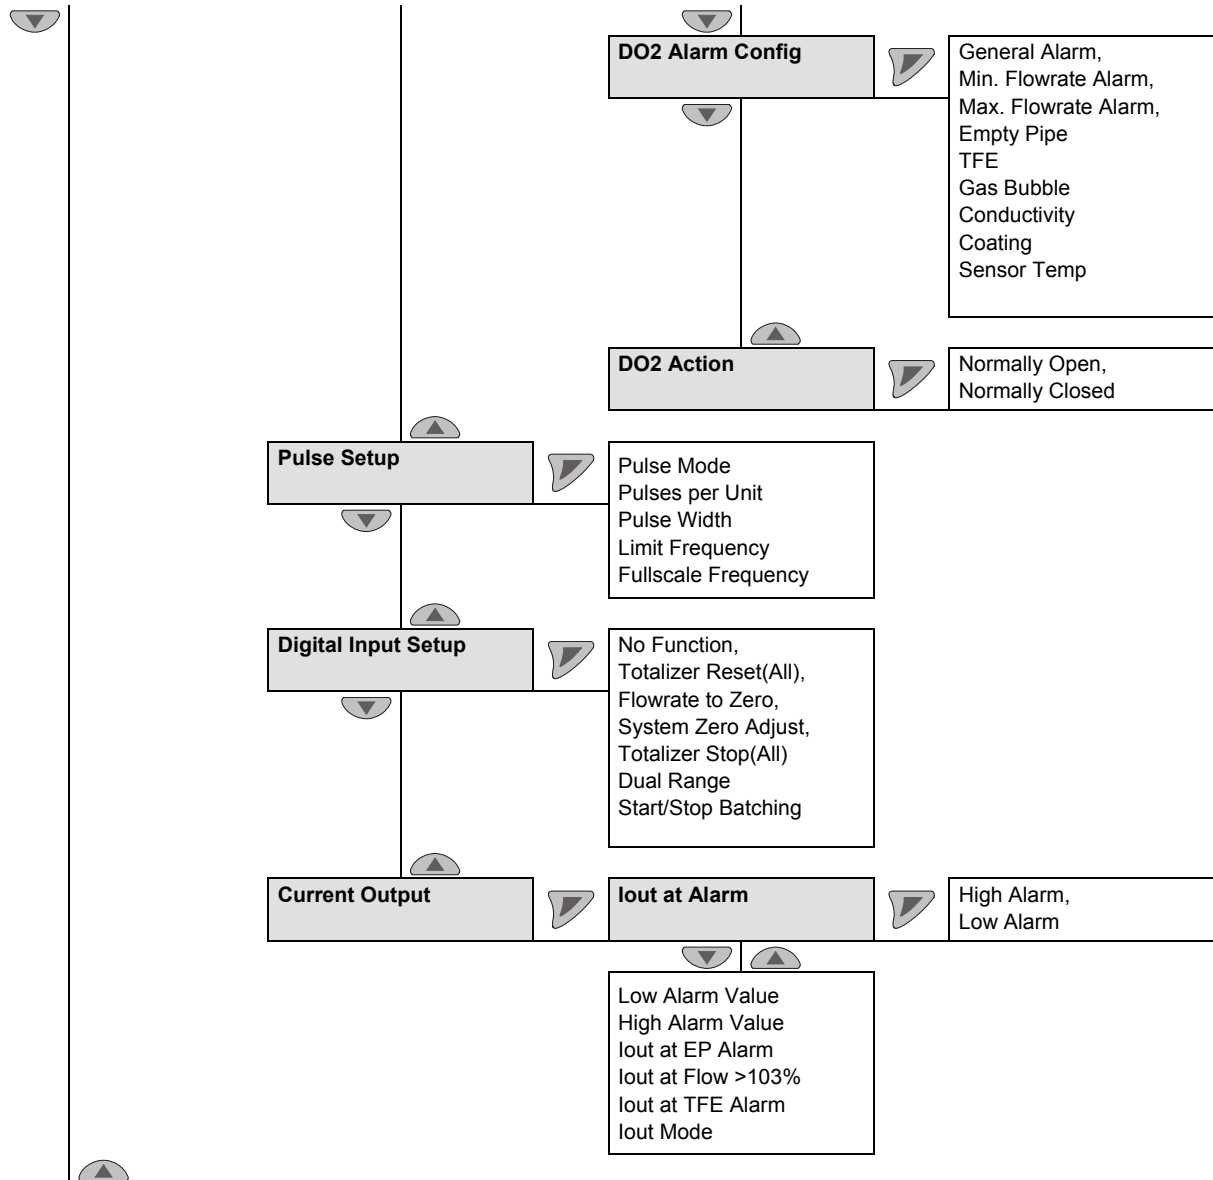 DO2 Alarm Config
General Alarm,
Min. Flowrate Alarm,
Max. Flowrate Alarm,
Empty Pipe
TFE
Gas Bubble
Conductivity
Coating
Sensor Temp
DO2 Action
Normally Open,
Normally Closed
Pulse Setup
Pulse Mode
Pulses per Unit
Pulse Width
Limit Frequency
Fullscale Frequency
Digital Input Setup
No Function,
Totalizer Reset(All),
Flowrate to Zero,
System Zero Adjust,
Totalizer Stop(All)
Dual Range
Start/Stop Batching
Current Output
Iout at Alarm
High Alarm,
Low Alarm
Low Alarm Value
High Alarm Value
Iout at EP Alarm
Iout at Flow >103%
Iout at TFE Alarm
Iout Mode